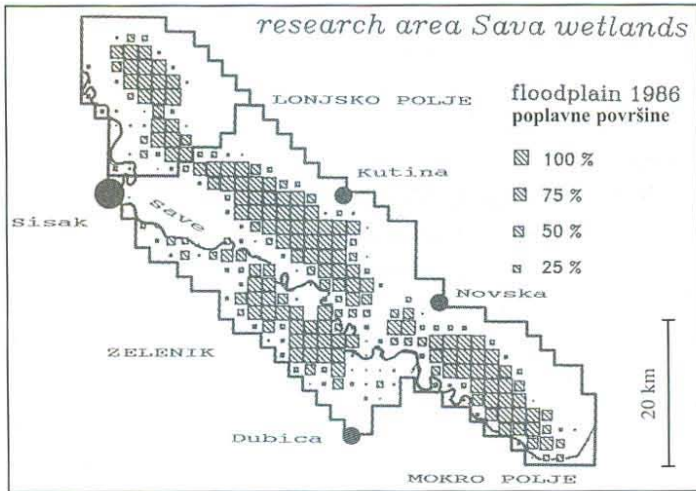 research area Sava wetlands
LONJSKO POLJE
floodplain 1986
poplavne površine
100 %
75 %
50 %
25 %
Kutina
Sisak
save
Novska
ZELENIK
20 km
Dubica
MOKRO POLJE